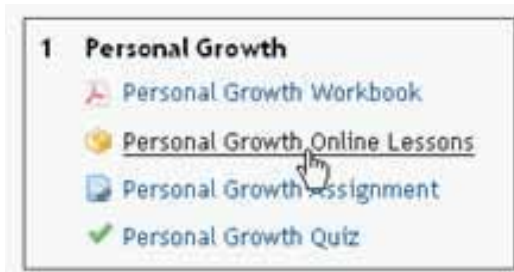 1 Personal Growth
Personal Growth Workbook
Personal Growth Online Lessons
Personal Growth Assignment
Personal Growth Quiz